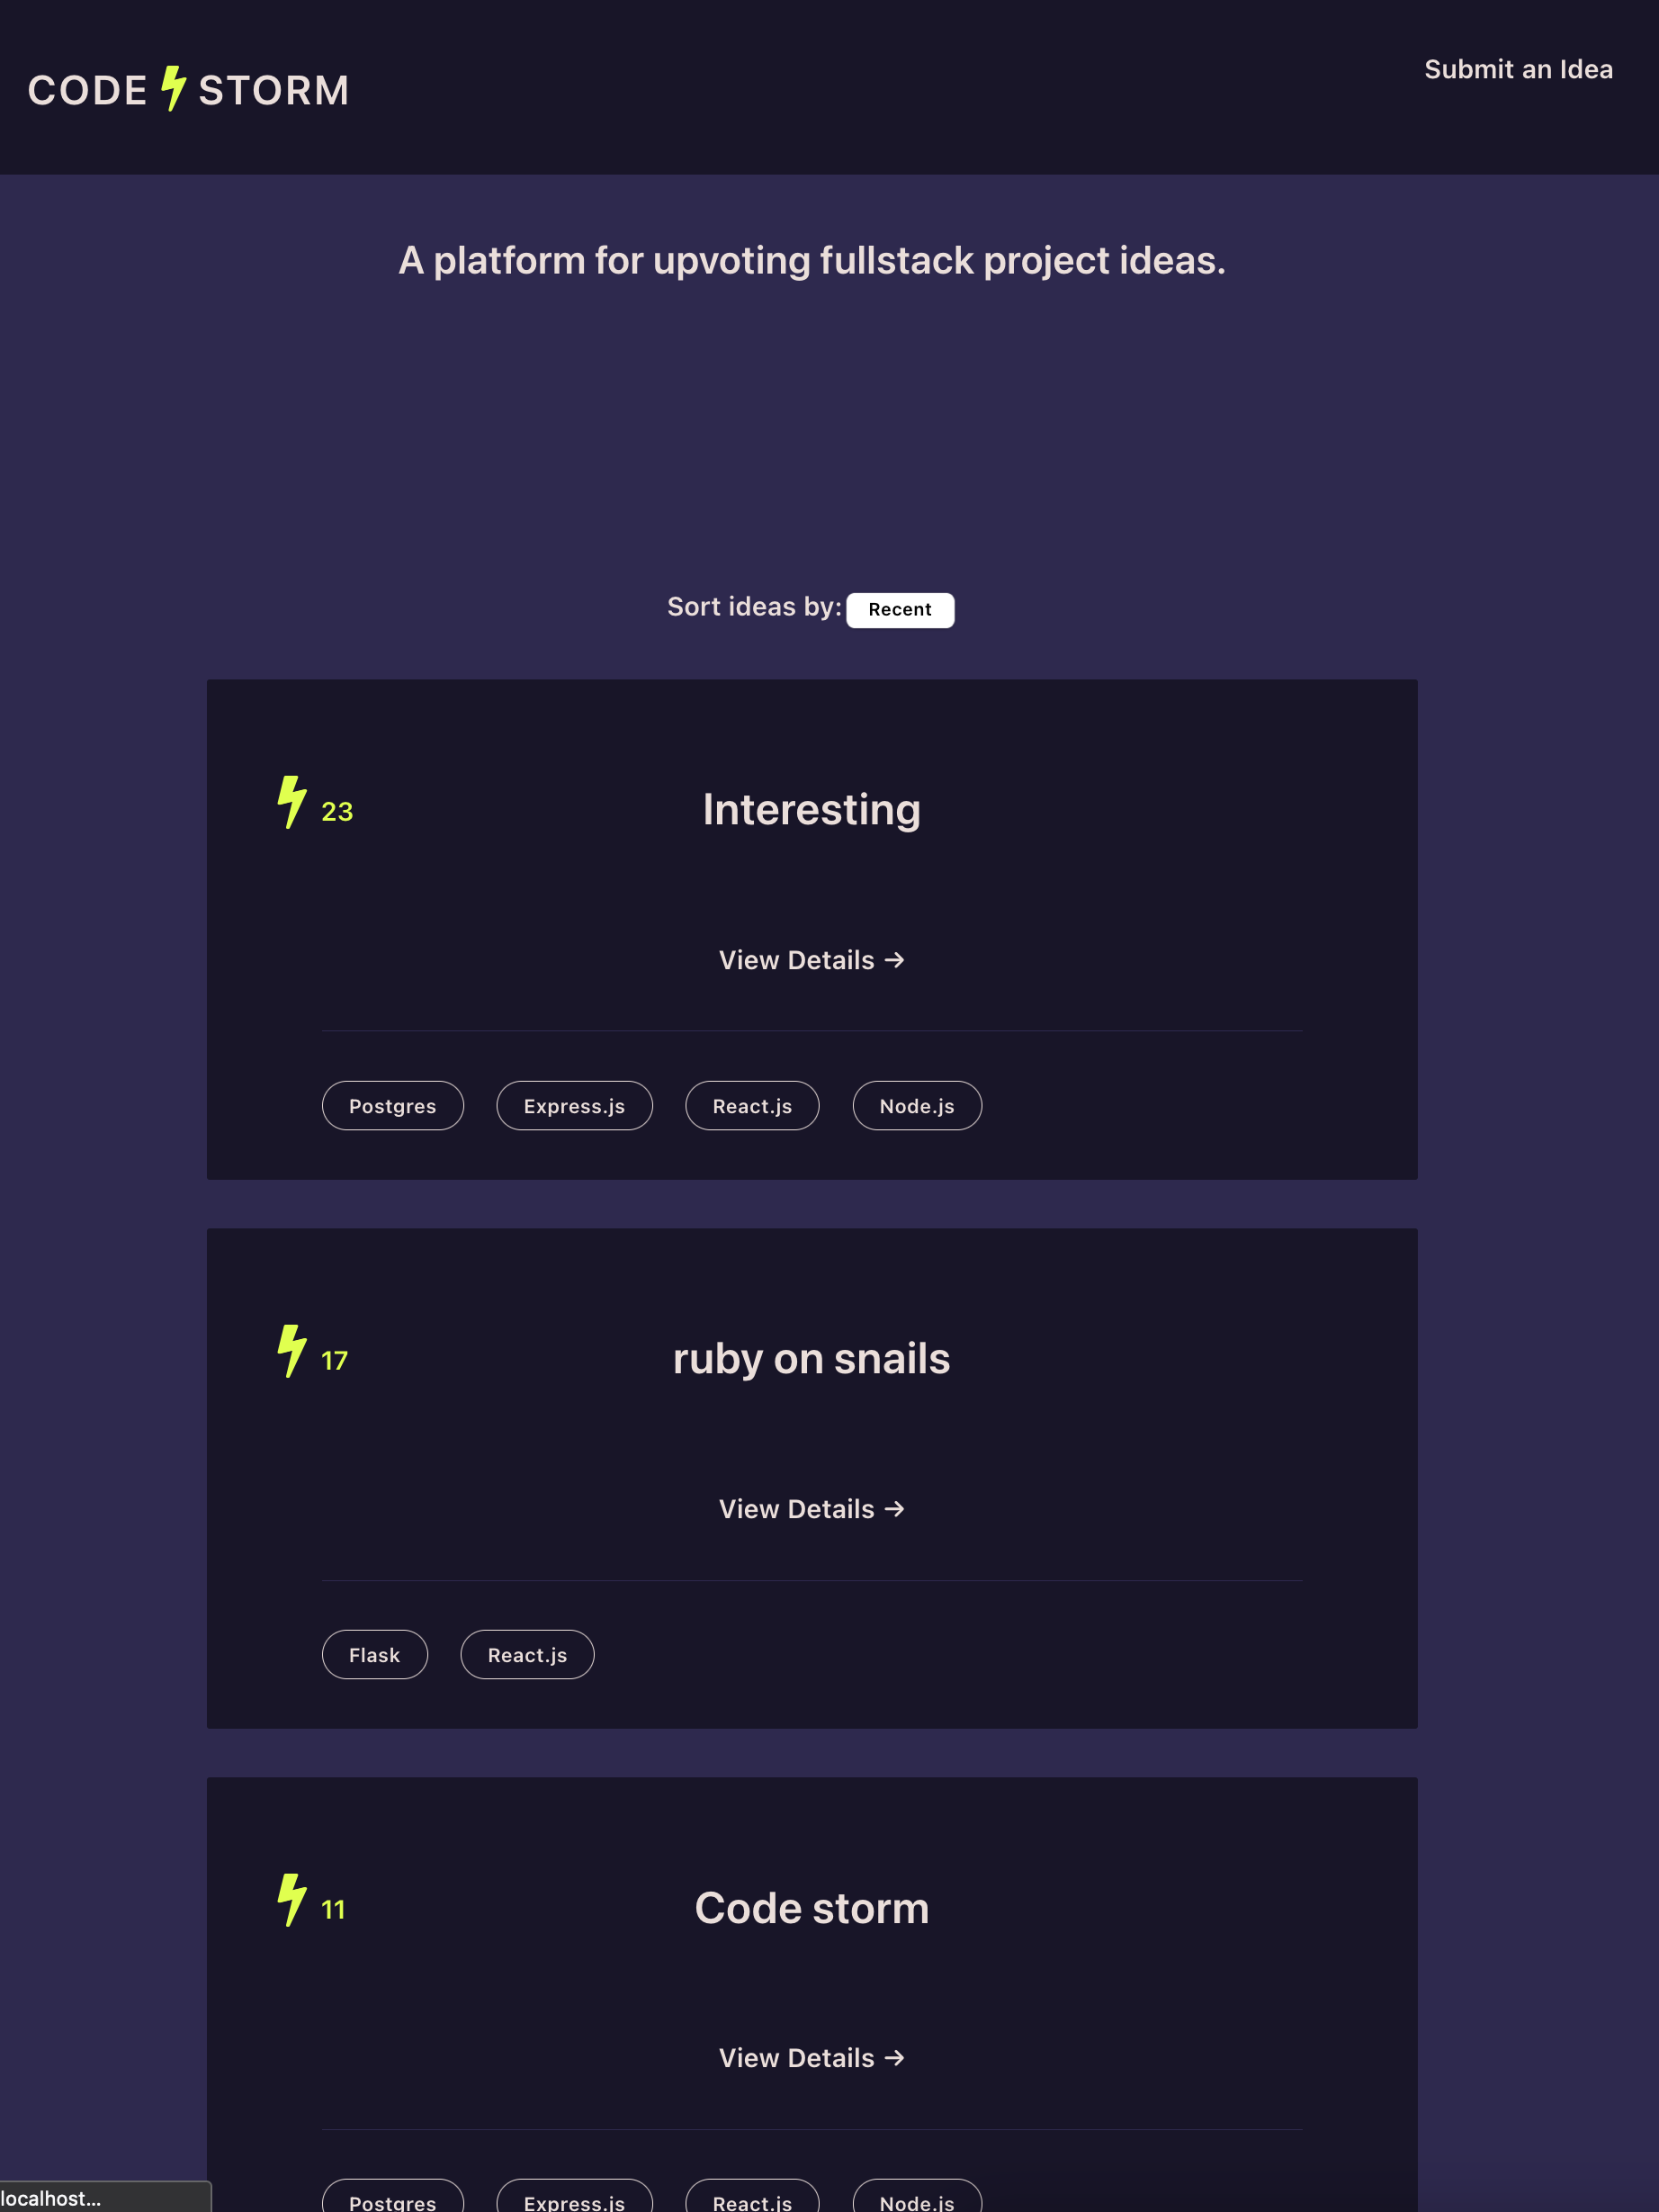 CODE STORM
Submit an Idea
A platform for upvoting fullstack project ideas.
Sort ideas by: Recent
23
Interesting
View Details →
Postgres Express.js React.js Node.js
17
ruby on snails
View Details →
Flask React.js
11
Code storm
View Details →
Postgres Express.js React.js Node.js
localhost...